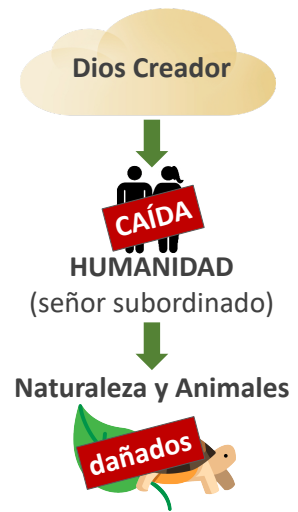 Dios Creador
CAÍDA
HUMANIDAD
(señor subordinado)
Naturaleza y Animales
dañados